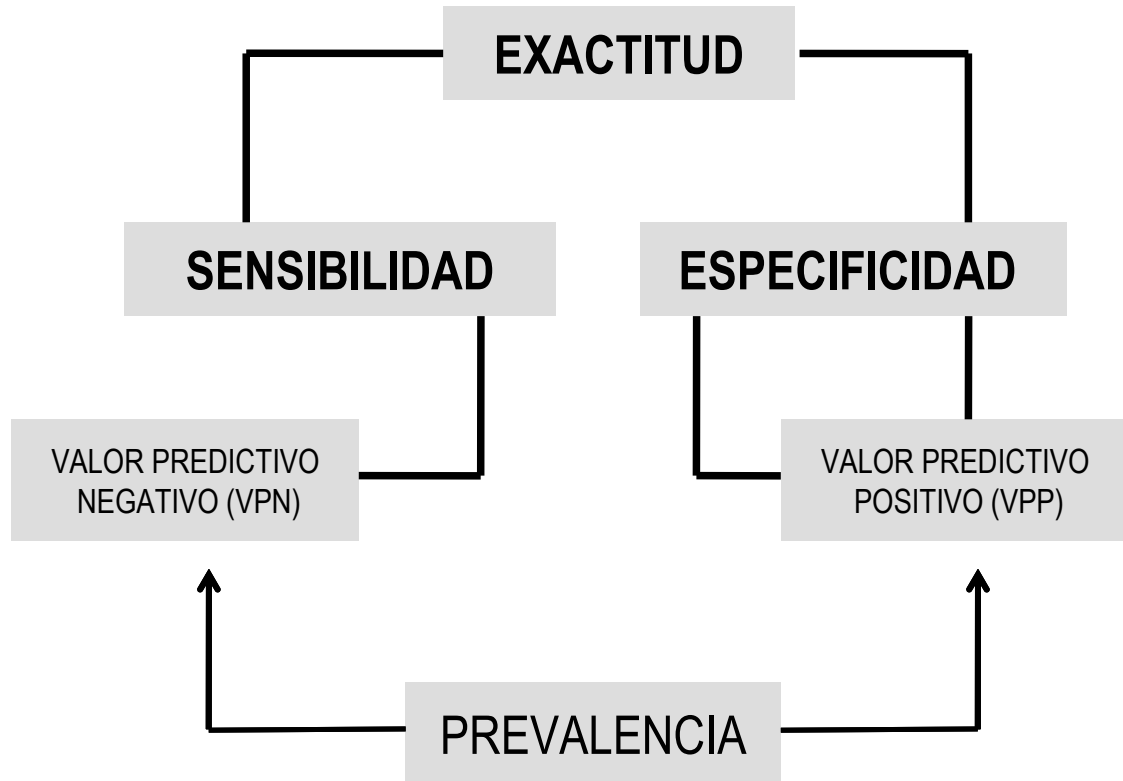 EXACTITUD
SENSIBILIDAD
ESPECIFICIDAD
VALOR PREDICTIVO
NEGATIVO (VPN)
VALOR PREDICTIVO
POSITIVO (VPP)
PREVALENCIA